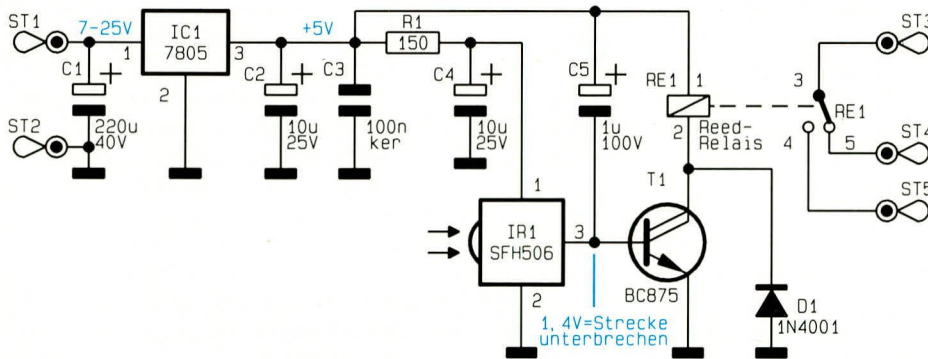 ST1
7-25V
1
IC1
7805
3
2
+5V
R1
150
C1
+
220u
40V
ST2
C2
+
10u
25V
C3
100n
ker
C4
+
10u
25V
C5
+
1u
100V
RE1
1
2
Reed-
Relais
3
RE1
4
5
ST3
ST4
ST5
T1
BC875
1
IR1
SFH506
3
2
1,4V=Strecke
unterbrechen
D1
1N4001